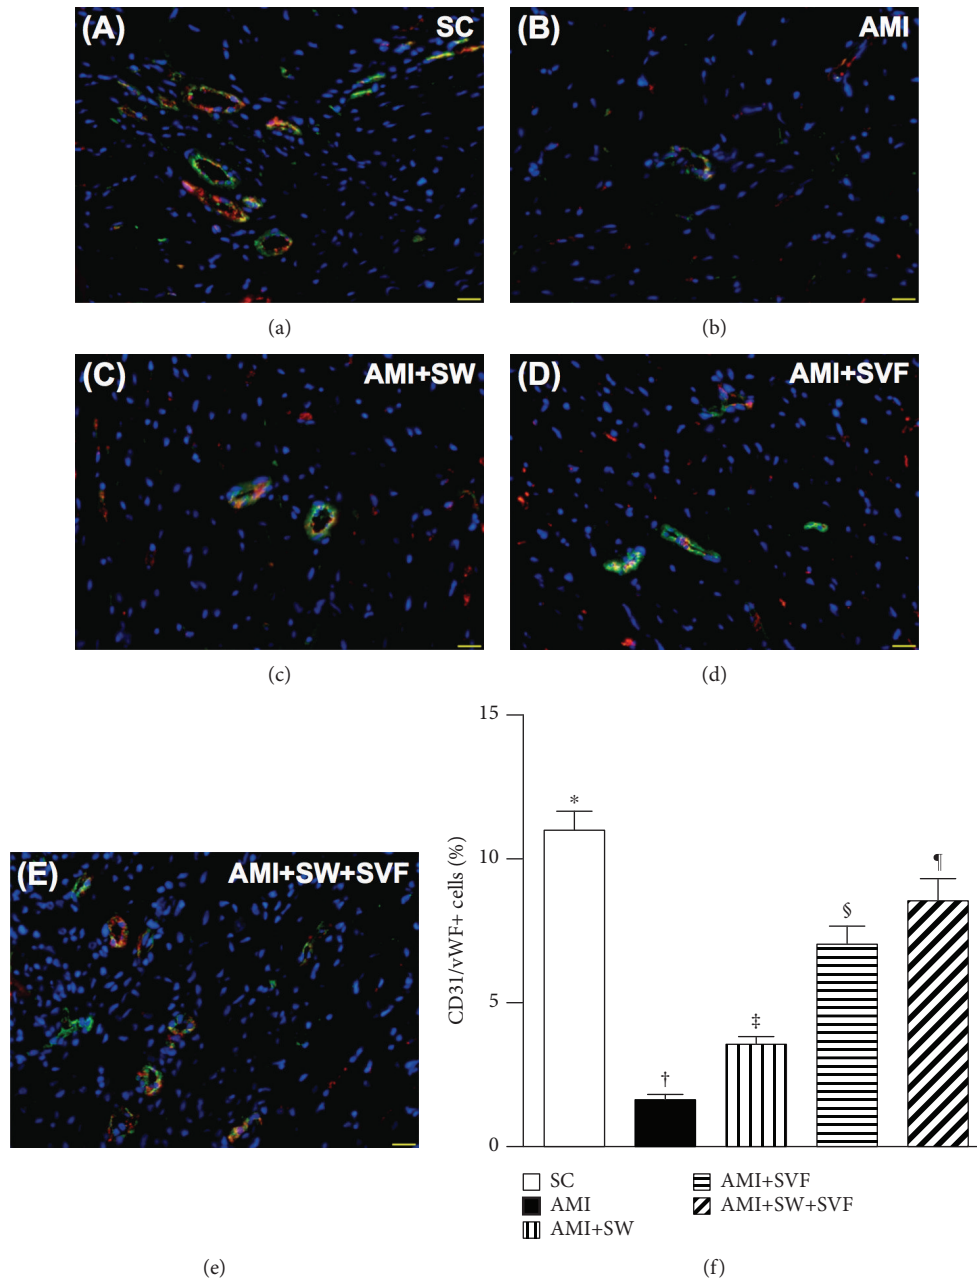 (A) SC
(B) AMI
(a)
(b)
(C) AMI+SW
(D) AMI+SVF
(c)
(d)
(E) AMI+SW+SVF
(e)
15
10
5
0
CD31/vWF+ cells (%)
*
†
‡
§
¶
SC
AMI
AMI+SW
AMI+SVF
AMI+SW+SVF
(f)